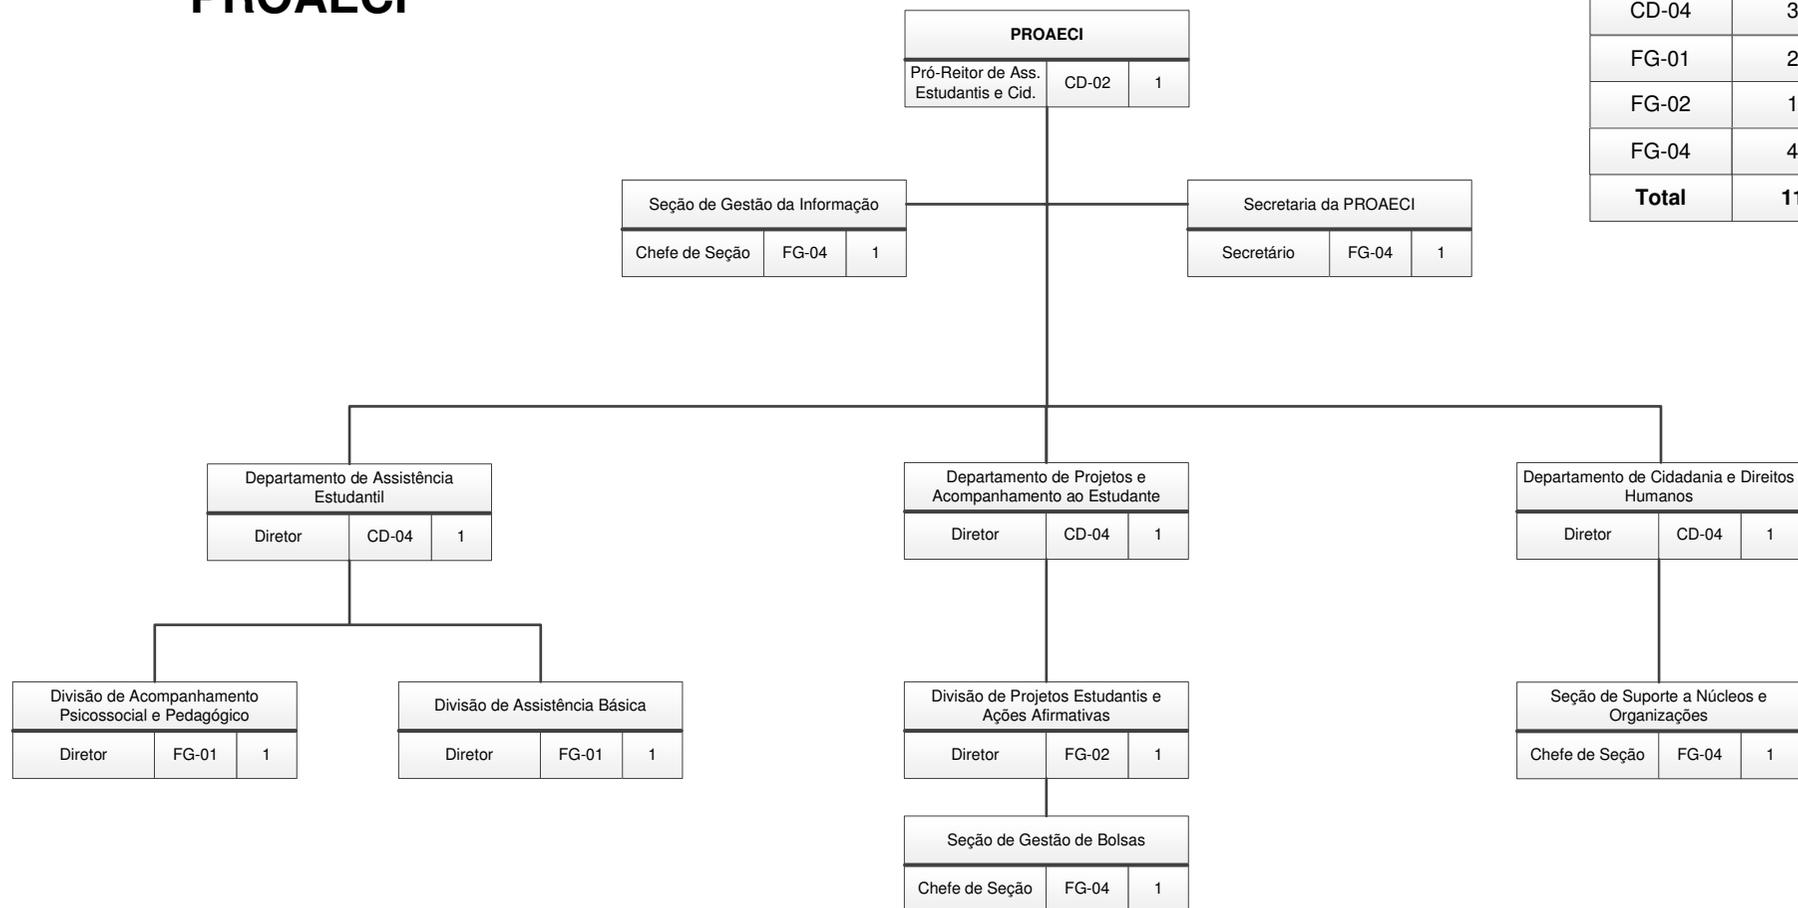 PROAECI
PROAECI
Pró-Reitor de Ass.
Estudantis e Cid.
CD-02
1
CD-04
3
FG-01
2
FG-02
1
FG-04
4
Total
11
Seção de Gestão da Informação
Chefe de Seção
FG-04
1
Secretaria da PROAECI
Secretário
FG-04
1
Departamento de Assistência
Estudantil
Diretor
CD-04
1
Departamento de Projetos e
Acompanhamento ao Estudante
Diretor
CD-04
1
Departamento de Cidadania e Direitos
Humanos
Diretor
CD-04
1
Divisão de Acompanhamento
Psicossocial e Pedagógico
Diretor
FG-01
1
Divisão de Assistência Básica
Diretor
FG-01
1
Divisão de Projetos Estudantis e
Ações Afirmativas
Diretor
FG-02
1
Seção de Suporte a Núcleos e
Organizações
Chefe de Seção
FG-04
1
Seção de Gestão de Bolsas
Chefe de Seção
FG-04
1